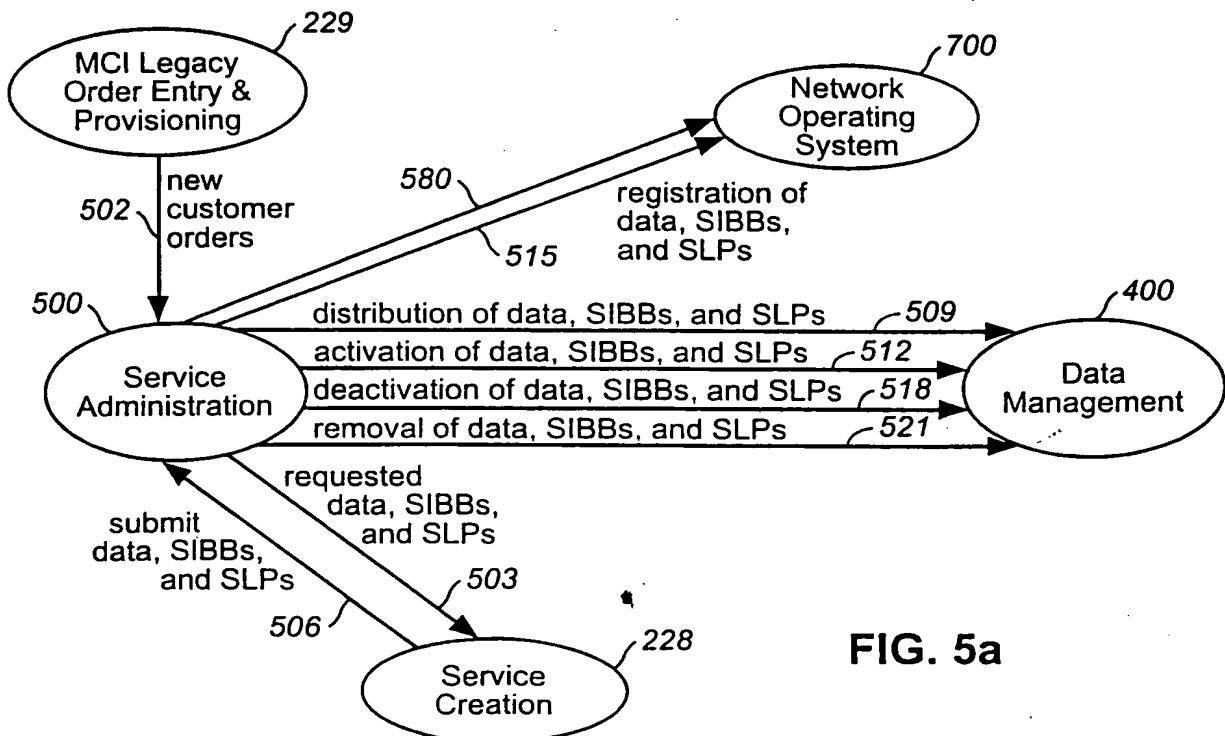 229
MCI Legacy
Order Entry &
Provisioning
700
Network
Operating
System
502
new
customer
orders
580
515
registration of
data, SIBBs,
and SLPs
500
Service
Administration
distribution of data, SIBBs, and SLPs
509
activation of data, SIBBs, and SLPs
512
deactivation of data, SIBBs, and SLPs
518
removal of data, SIBBs, and SLPs
521
400
Data
Management
requested
data, SIBBs,
and SLPs
503
submit
data, SIBBs,
and SLPs
506
228
Service
Creation
FIG. 5a